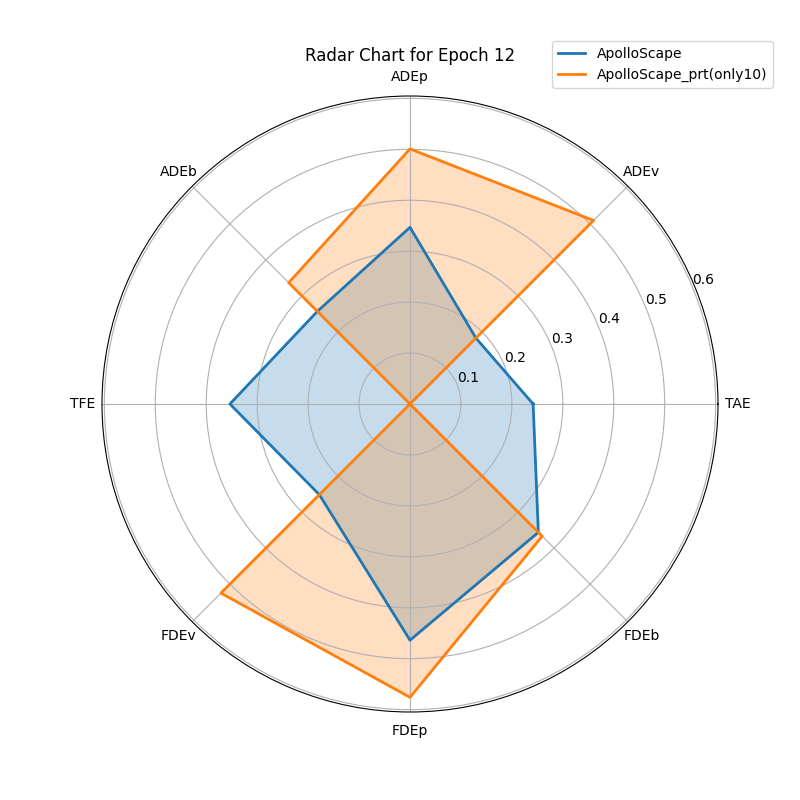 Radar Chart for Epoch 12
ApolloScape
ApolloScape_prt(only10)
ADEp
ADEb
ADEv
0.6
0.5
0.4
0.3
0.2
0.1
TFE
TAE
FDEv
FDEb
FDEp